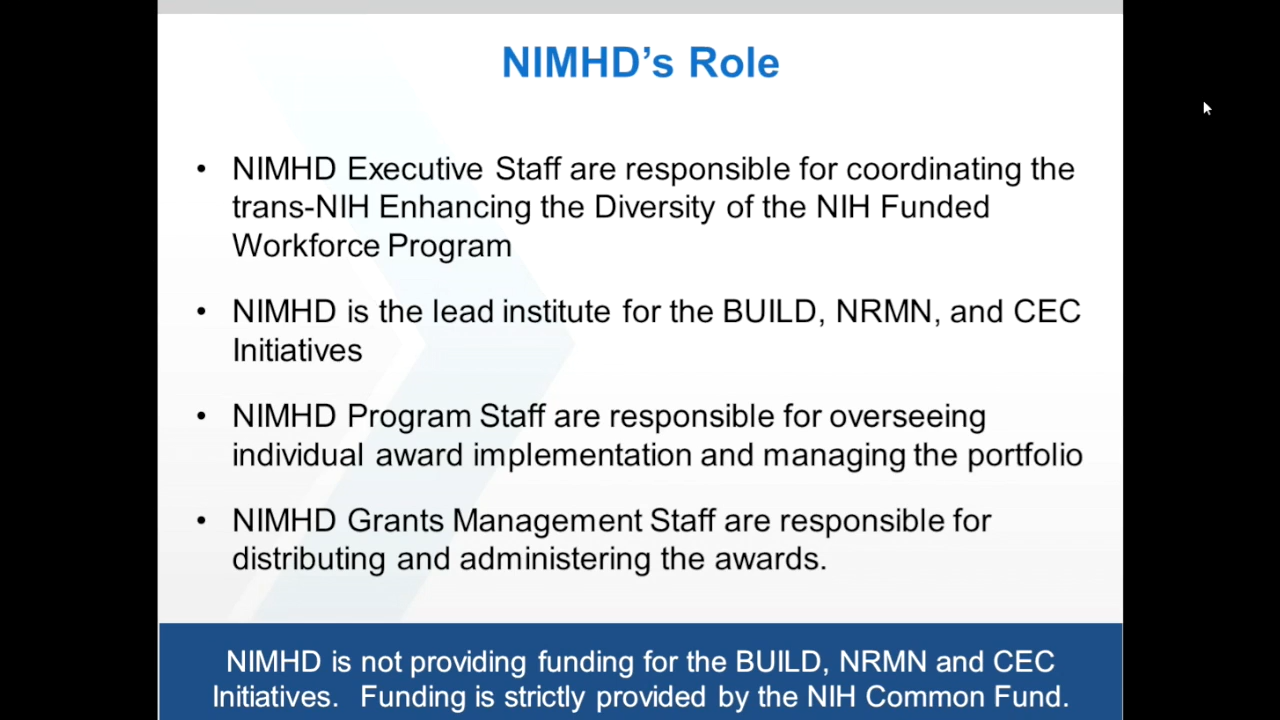 NIMHD’s Role
• NIMHD Executive Staff are responsible for coordinating the
trans-NIH Enhancing the Diversity of the NIH Funded
Workforce Program
• NIMHD is the lead institute for the BUILD, NRMN, and CEC
Initiatives
• NIMHD Program Staff are responsible for overseeing
individual award implementation and managing the portfolio
• NIMHD Grants Management Staff are responsible for
distributing and administering the awards.
NIMHD is not providing funding for the BUILD, NRMN and CEC
Initiatives. Funding is strictly provided by the NIH Common Fund.